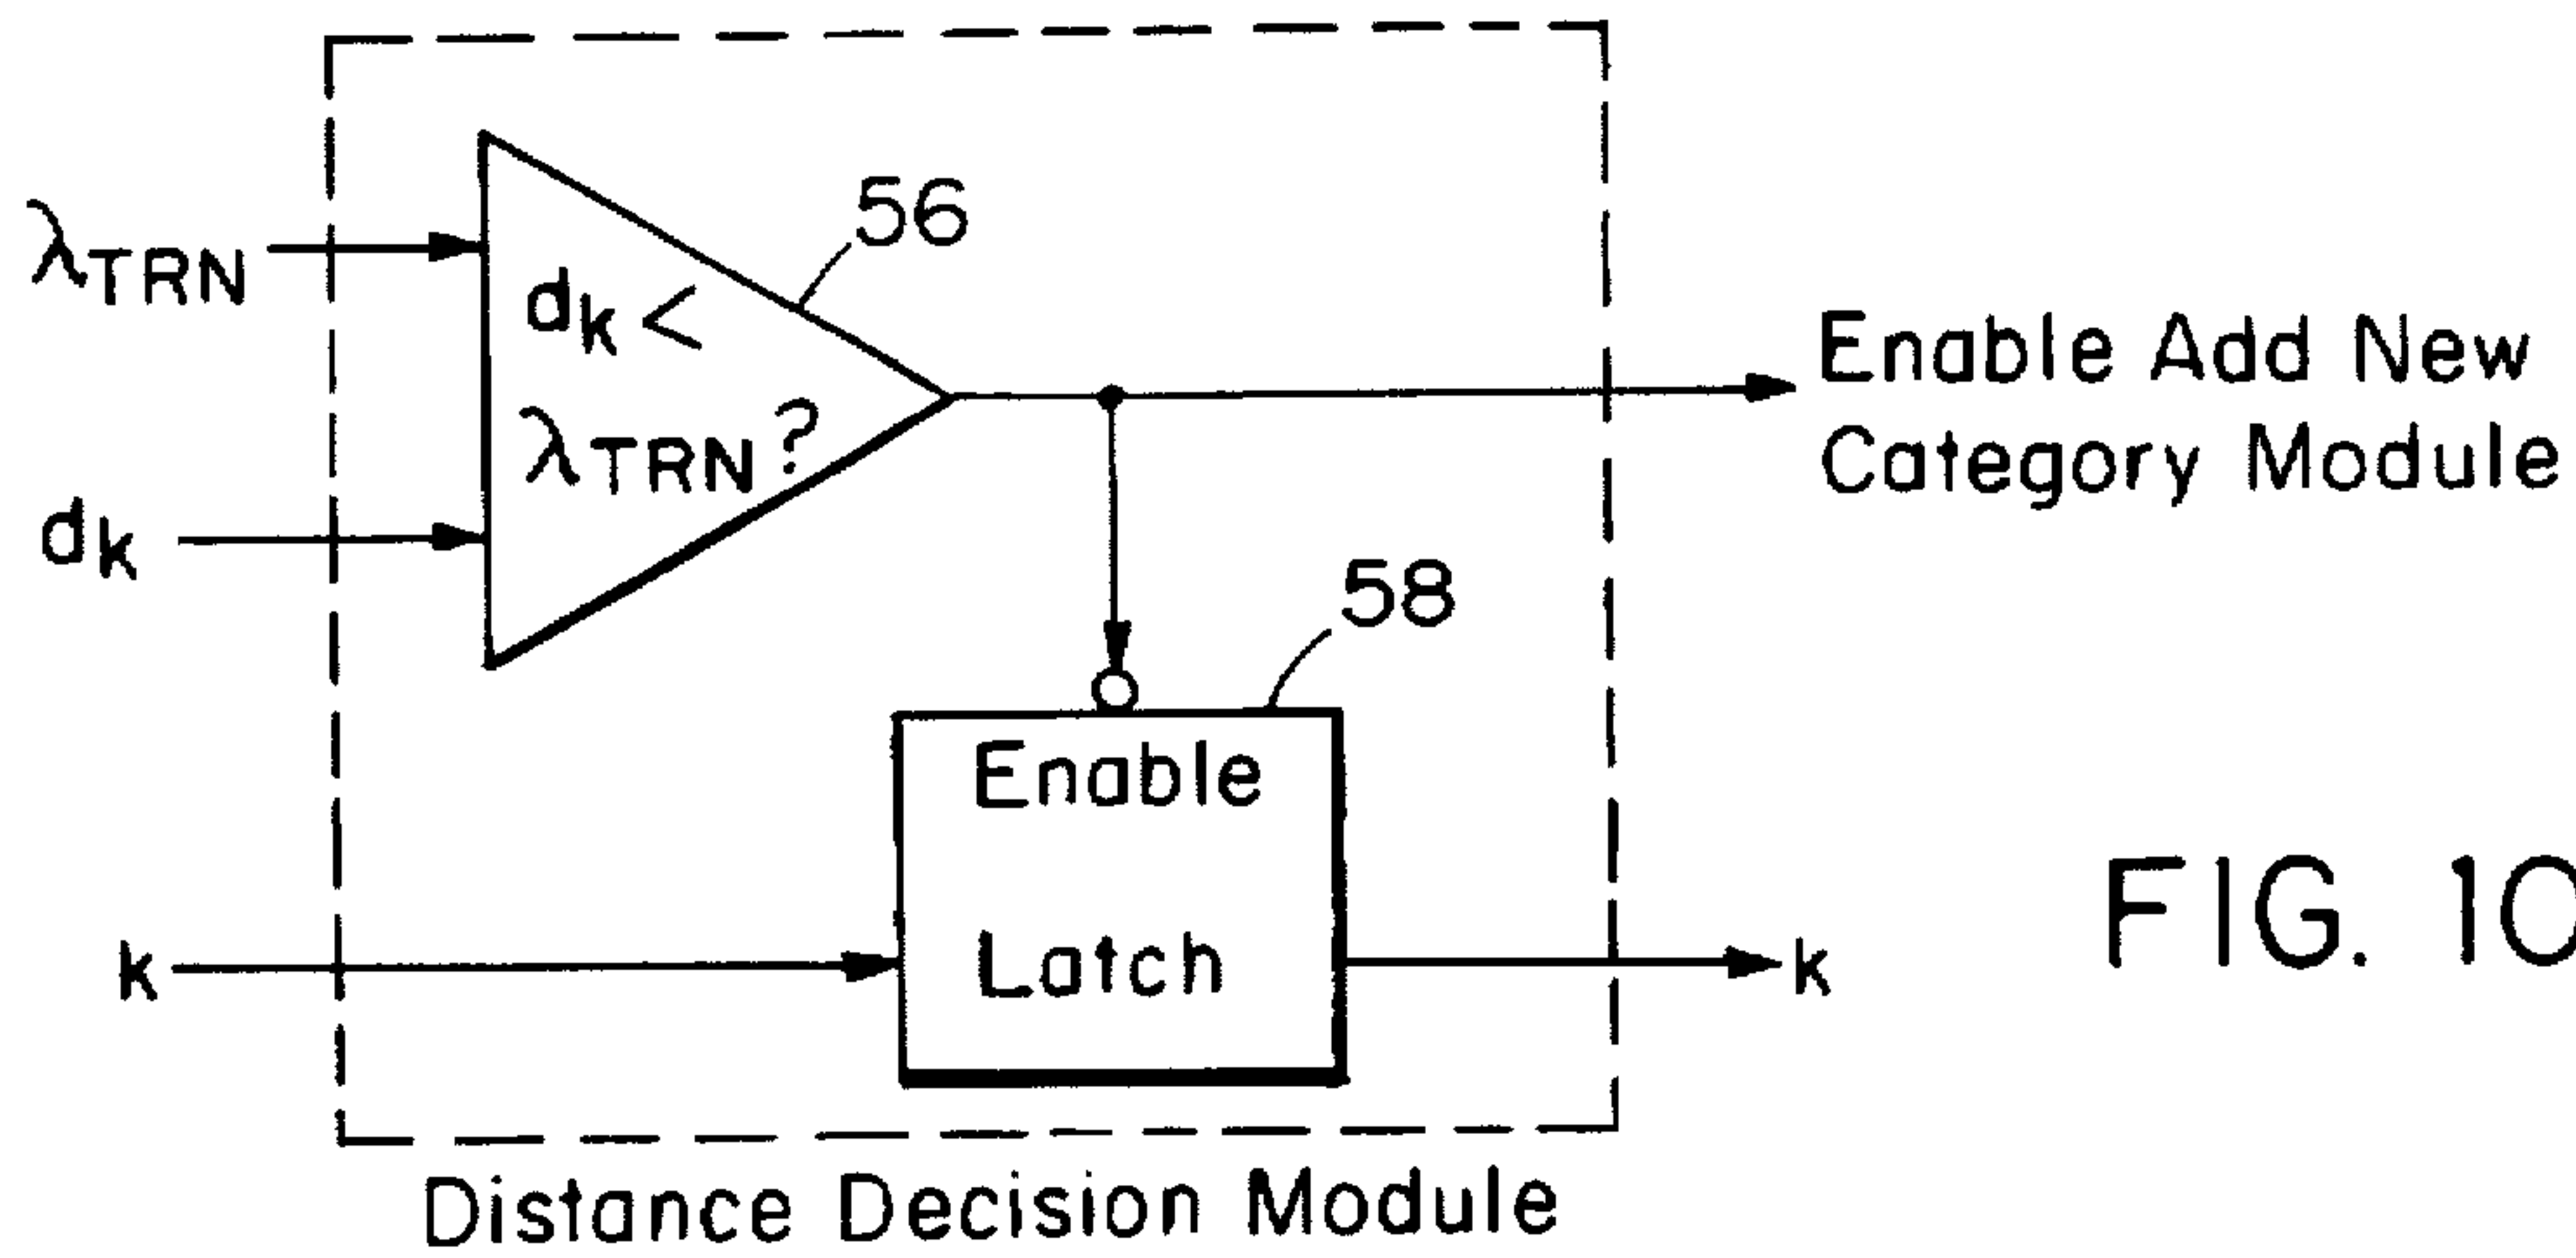 56
λTRN
dk <
λTRN?
dk
Enable Add New
Category Module
58
Enable
Latch
k
k
FIG. 10
Distance Decision Module